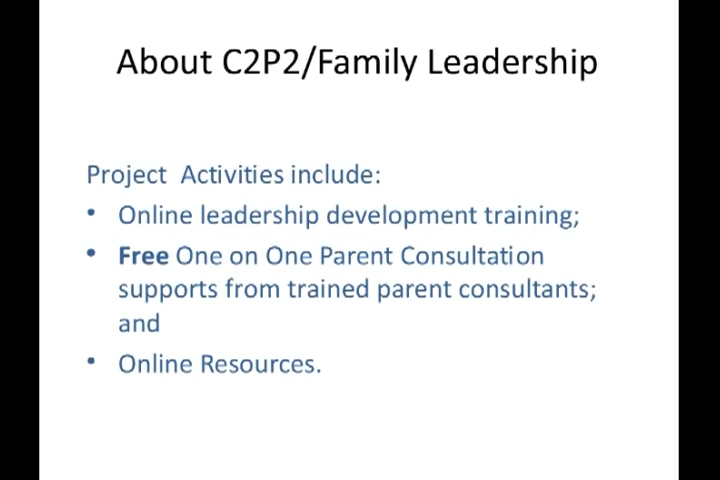 About C2P2/Family Leadership
Project  Activities include:
• Online leadership development training;
• Free One on One Parent Consultation
supports from trained parent consultants;
and
• Online Resources.